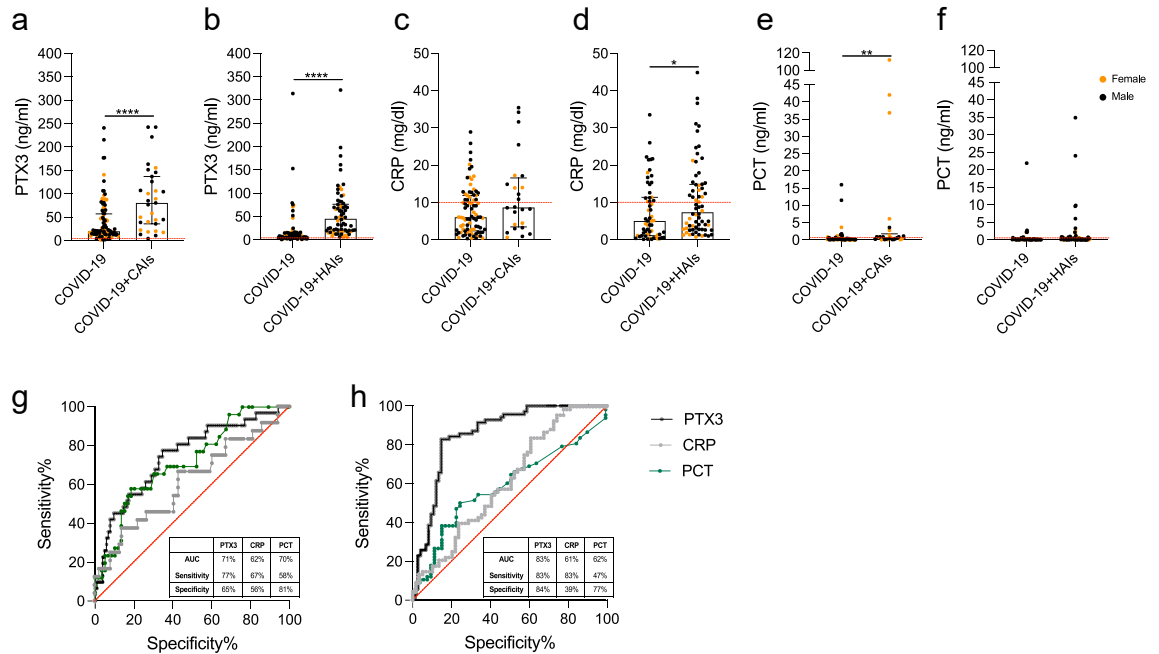 a
b
c
d
e
f
400
350
300
250
200
150
100
50
0
PTX3 (ng/ml)
****
COVID-19
COVID-19+CAIs
400
350
300
250
200
150
100
50
0
PTX3 (ng/ml)
****
COVID-19
COVID-19+HAIs
50
40
30
20
10
0
CRP (mg/dl)
COVID-19
COVID-19+CAIs
50
40
30
20
10
0
CRP (mg/dl)
*
COVID-19
COVID-19+HAIs
120
100
45
35
30
25
20
15
10
5
0
PCT (ng/ml)
**
COVID-19
COVID-19+CAIs
120
100
45
35
30
25
20
15
10
5
0
PCT (ng/ml)
COVID-19
COVID-19+HAIs
Female
Male
g
100
80
60
40
20
0
Sensitivity%
0 20 40 60 80 100
Specificity%
PTX3 CRP PCT
AUC 71% 62% 70%
Sensitivity 77% 67% 58%
Specificity 65% 56% 81%
h
100
80
60
40
20
0
Sensitivity%
0 20 40 60 80 100
Specificity%
PTX3 CRP PCT
AUC 83% 61% 62%
Sensitivity 83% 83% 47%
Specificity 84% 39% 77%
PTX3
CRP
PCT